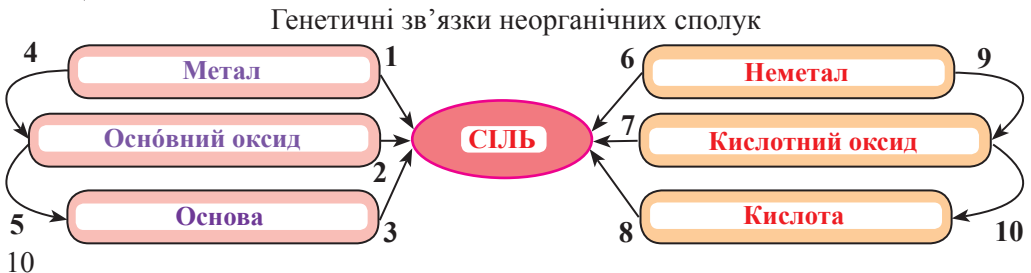 Генетичні зв’язки неорганічних сполук
4
Метал
1
6
Неметал
9
Осно́вний оксид
2
СІЛЬ
7
Кислотний оксид
5
Основа
3
8
Кислота
10
10